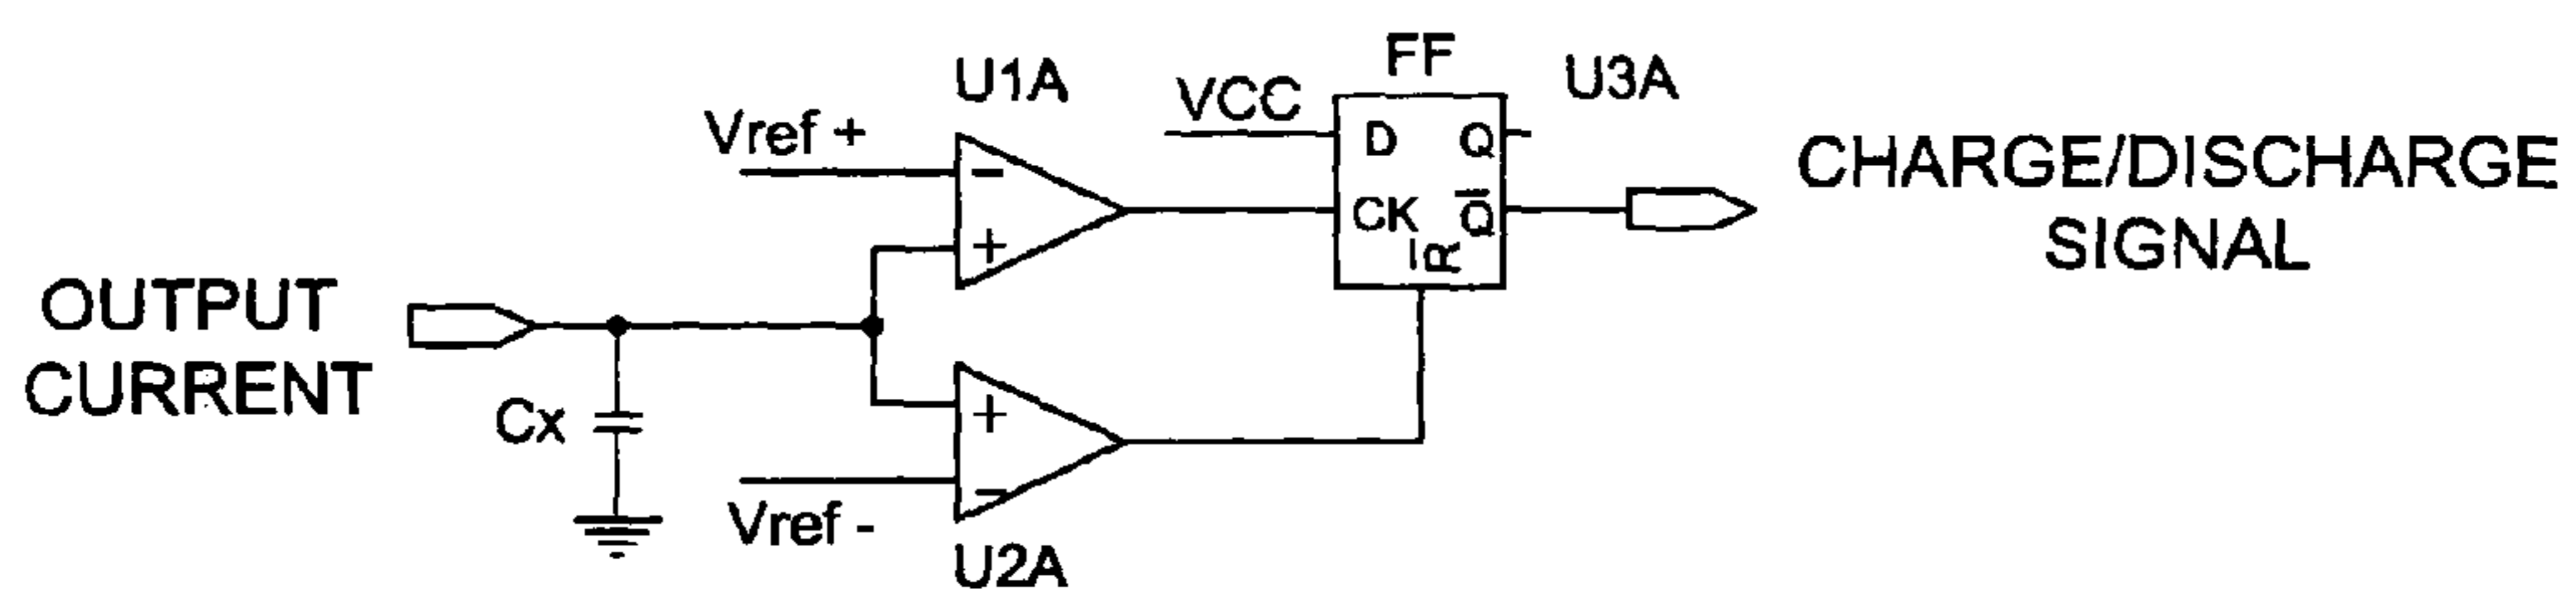 FF
U1A
U3A
VCC
Vref +
D
Q
CHARGE/DISCHARGE
SIGNAL
−
+
CK
Q̅
R̅
OUTPUT
CURRENT
Cx
+
−
Vref -
U2A